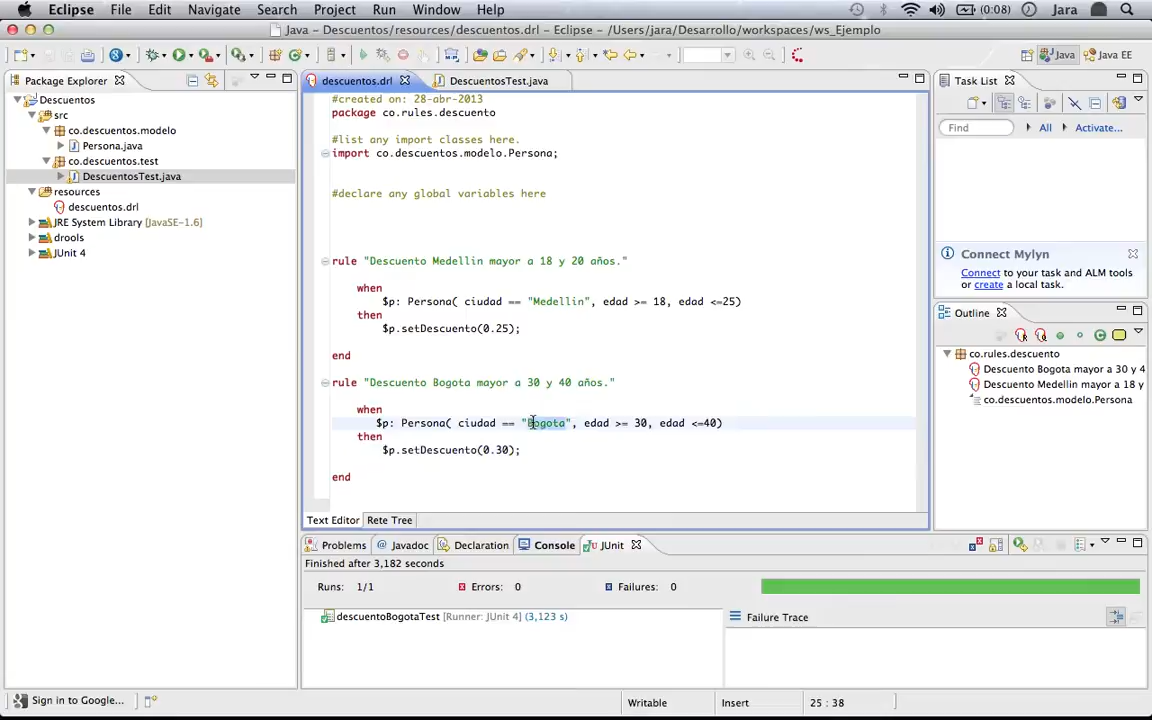 Eclipse File Edit Navigate Search Project Run Window Help (0:08) Jara
Java – Descuentos/resources/descuentos.drl – Eclipse – /Users/jara/Desarrollo/workspaces/ws_Ejemplo
Java Java EE
Package Explorer
Descuentos
src
co.descuentos.modelo
Persona.java
co.descuentos.test
DescuentosTest.java
resources
descuentos.drl
JRE System Library [JavaSE-1.6]
drools
JUnit 4
descuentos.drl DescuentosTest.java
#created on: 28-abr-2013
package co.rules.descuento
#list any import classes here.
import co.descuentos.modelo.Persona;
#declare any global variables here
rule "Descuento Medellin mayor a 18 y 20 años."
when
$p: Persona( ciudad == "Medellin", edad >= 18, edad <=25)
then
$p.setDescuento(0.25);
end
rule "Descuento Bogota mayor a 30 y 40 años."
when
$p: Persona( ciudad == "Bogota", edad >= 30, edad <=40)
then
$p.setDescuento(0.30);
end
Text Editor Rete Tree
Task List
Find All Activate...
Connect Mylyn
Connect to your task and ALM tools
or create a local task.
Outline
co.rules.descuento
Descuento Bogota mayor a 30 y 4
Descuento Medellin mayor a 18 y
co.descuentos.modelo.Persona
Problems @ Javadoc Declaration Console JUnit
Finished after 3,182 seconds
Runs: 1/1 Errors: 0 Failures: 0
descuentoBogotaTest [Runner: JUnit 4] (3,123 s)
Failure Trace
Sign in to Google... Writable Insert 25 : 38